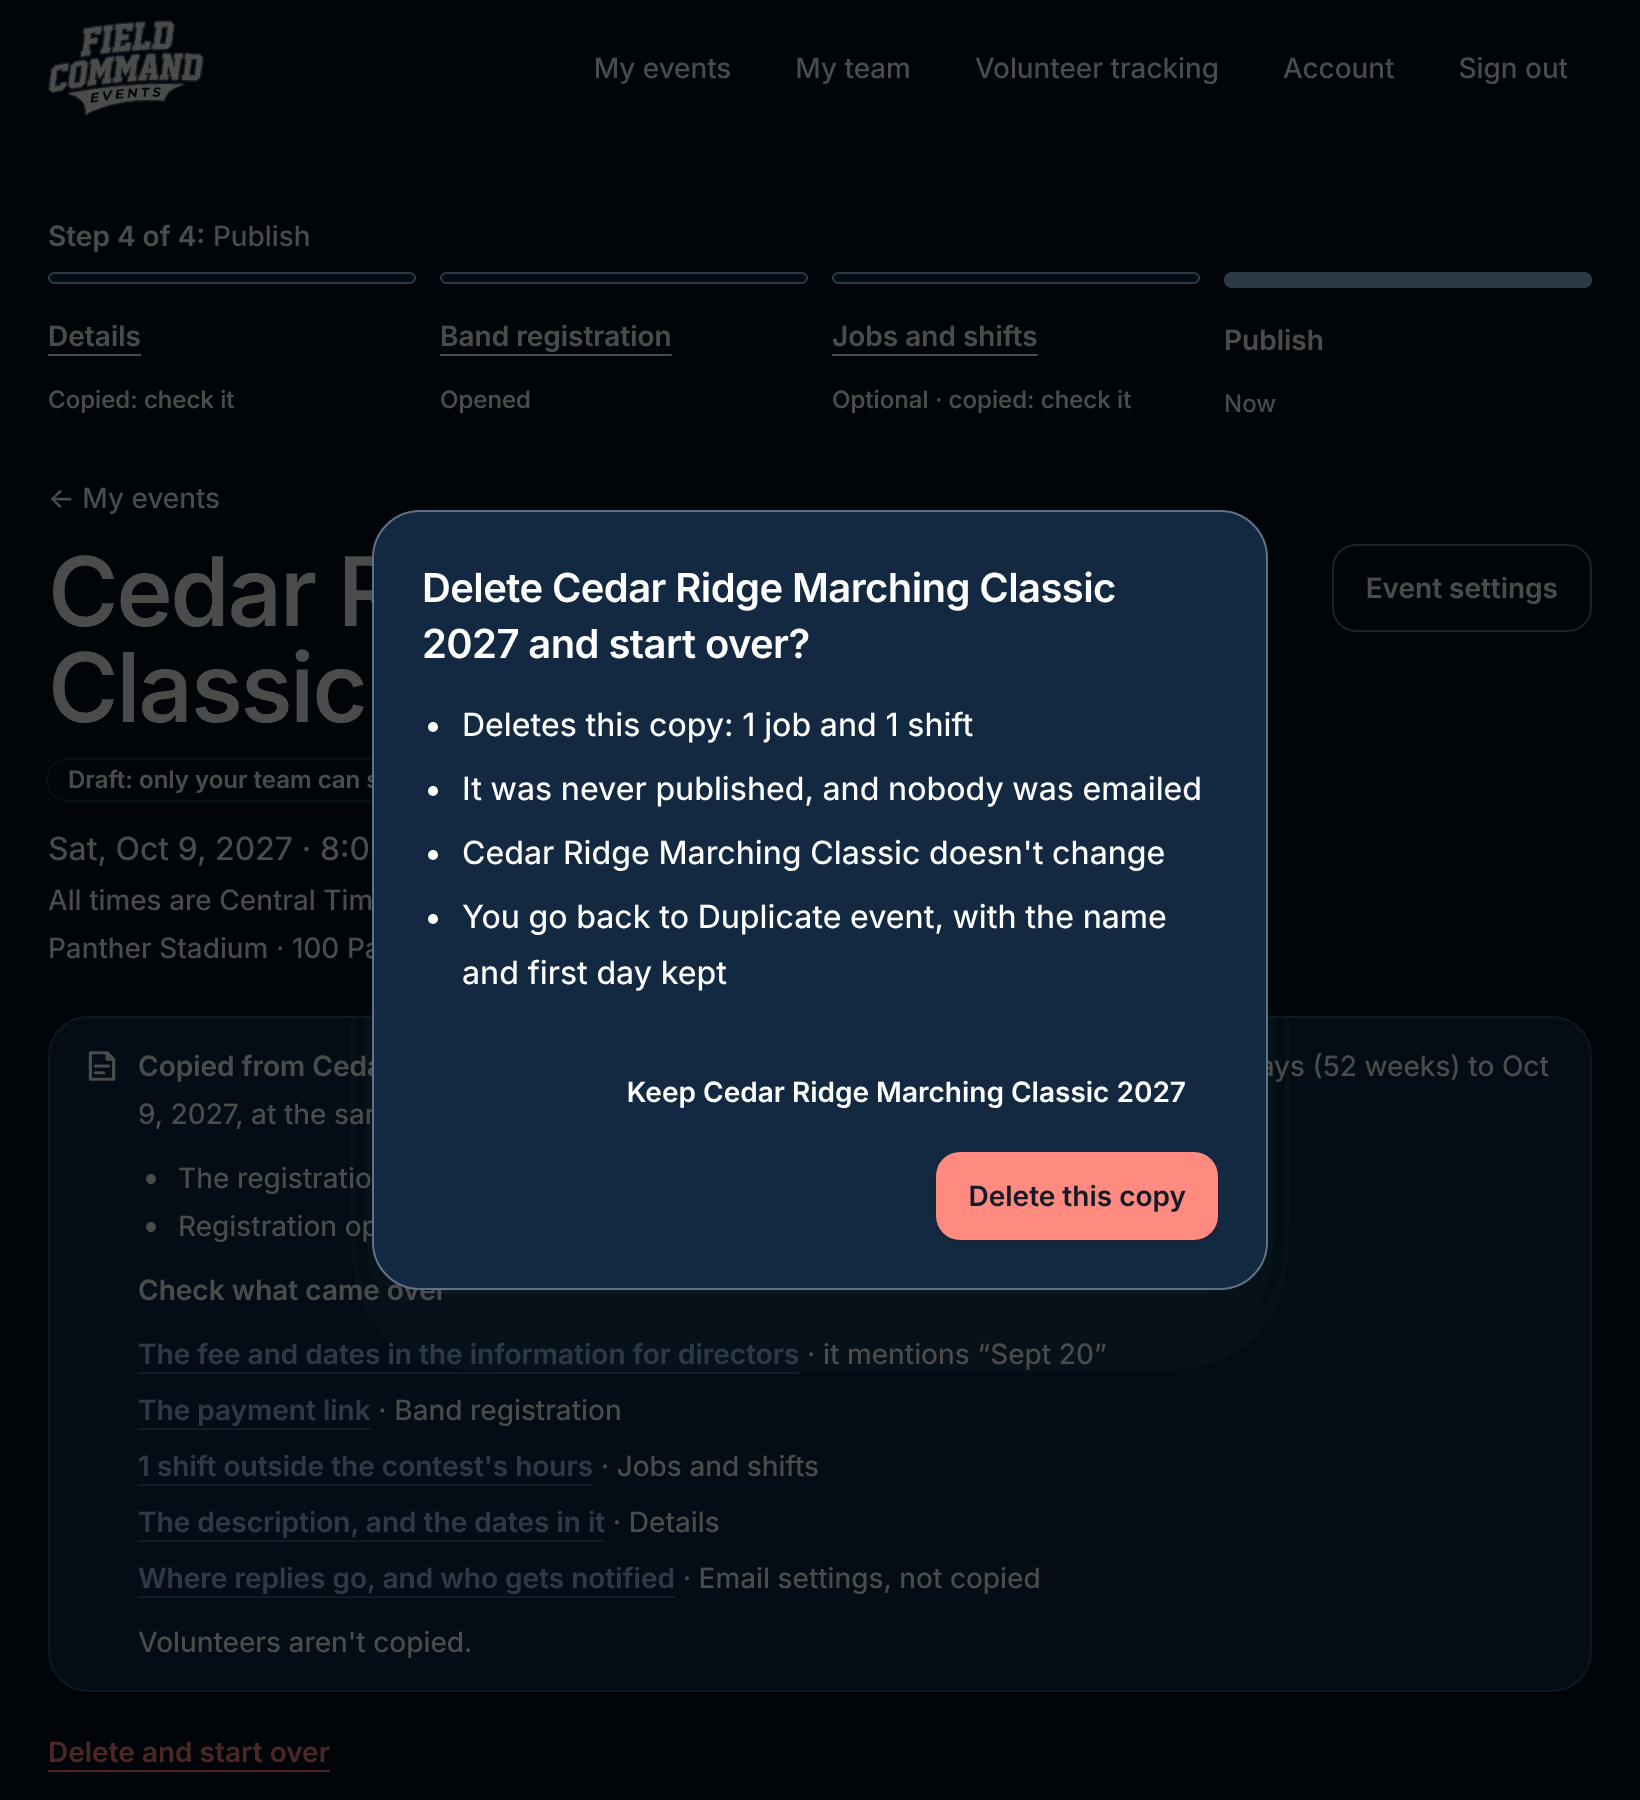 FIELD
COMMAND
EVENTS
My events
My team
Volunteer tracking
Account
Sign out
Step 4 of 4: Publish
Details
Band registration
Jobs and shifts
Publish
Copied: check it
Opened
Optional · copied: check it
Now
← My events
Cedar R
Classic
Event settings
Draft: only your team can s
Sat, Oct 9, 2027 · 8:0
All times are Central Tim
Panther Stadium · 100 Pa
Delete Cedar Ridge Marching Classic
2027 and start over?
• Deletes this copy: 1 job and 1 shift
• It was never published, and nobody was emailed
• Cedar Ridge Marching Classic doesn't change
• You go back to Duplicate event, with the name
and first day kept
Keep Cedar Ridge Marching Classic 2027
Delete this copy
Copied from Ceda
ays (52 weeks) to Oct
9, 2027, at the sam
• The registratio
• Registration op
Check what came over
The fee and dates in the information for directors · it mentions “Sept 20”
The payment link · Band registration
1 shift outside the contest's hours · Jobs and shifts
The description, and the dates in it · Details
Where replies go, and who gets notified · Email settings, not copied
Volunteers aren't copied.
Delete and start over